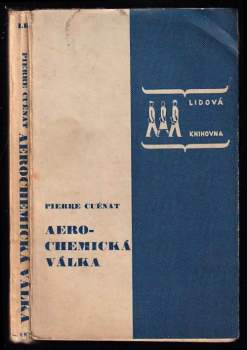 PIERRE CUÉNAT AEROCHEMICKÁ VÁLKA
LIDOVÁ
KNIHOVNA
PIERRE CUÉNAT
AERO-
CHEMICKÁ
VÁLKA